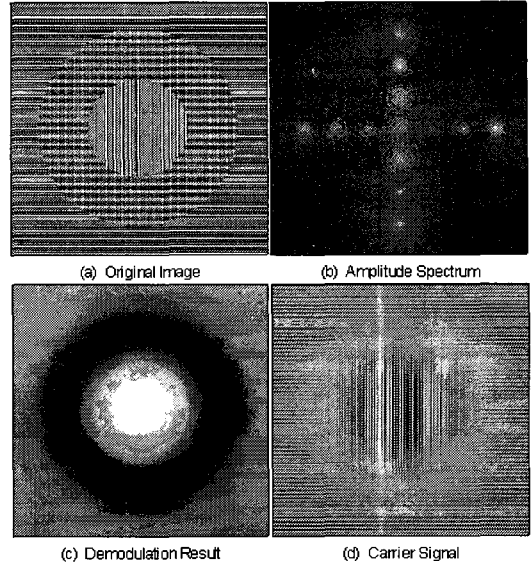 (a) Original Image
(b) Amplitude Spectrum
(c) Demodulation Result
(d) Carrier Signal